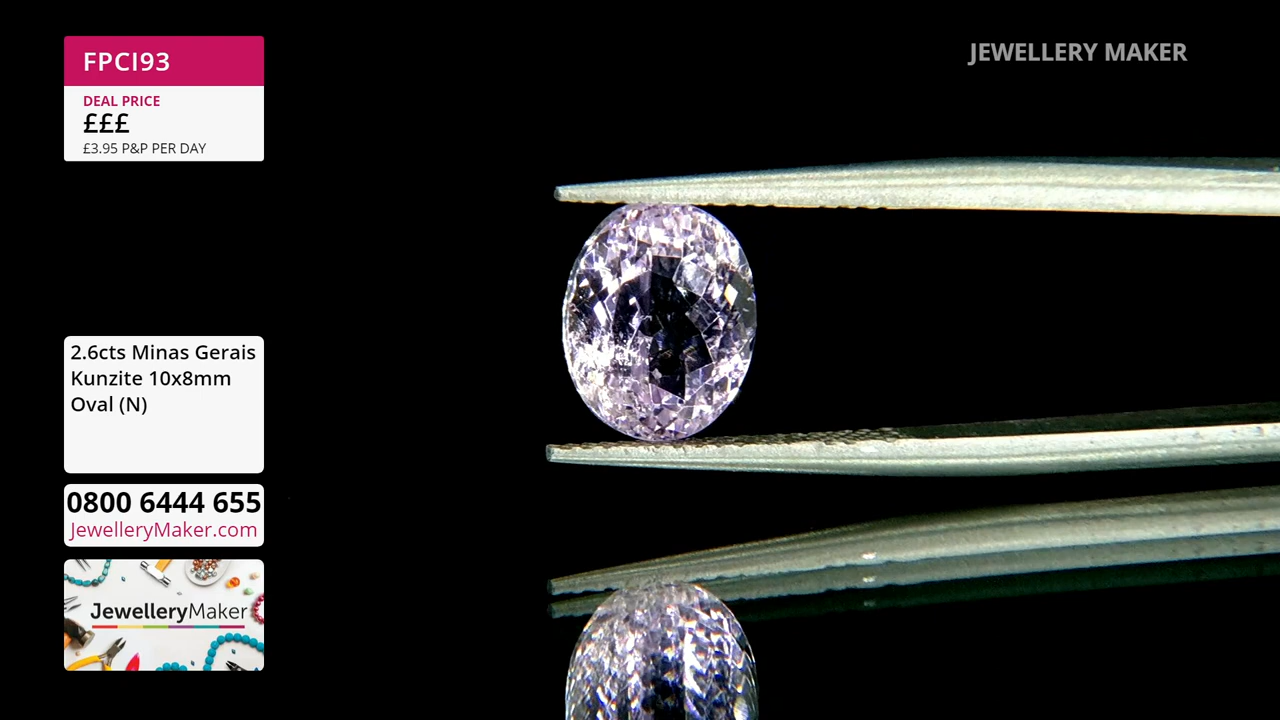 FPCI93
DEAL PRICE
£££
£3.95 P&P PER DAY
JEWELLERY MAKER
2.6cts Minas Gerais
Kunzite 10x8mm
Oval (N)
0800 6444 655
JewelleryMaker.com
JewelleryMaker